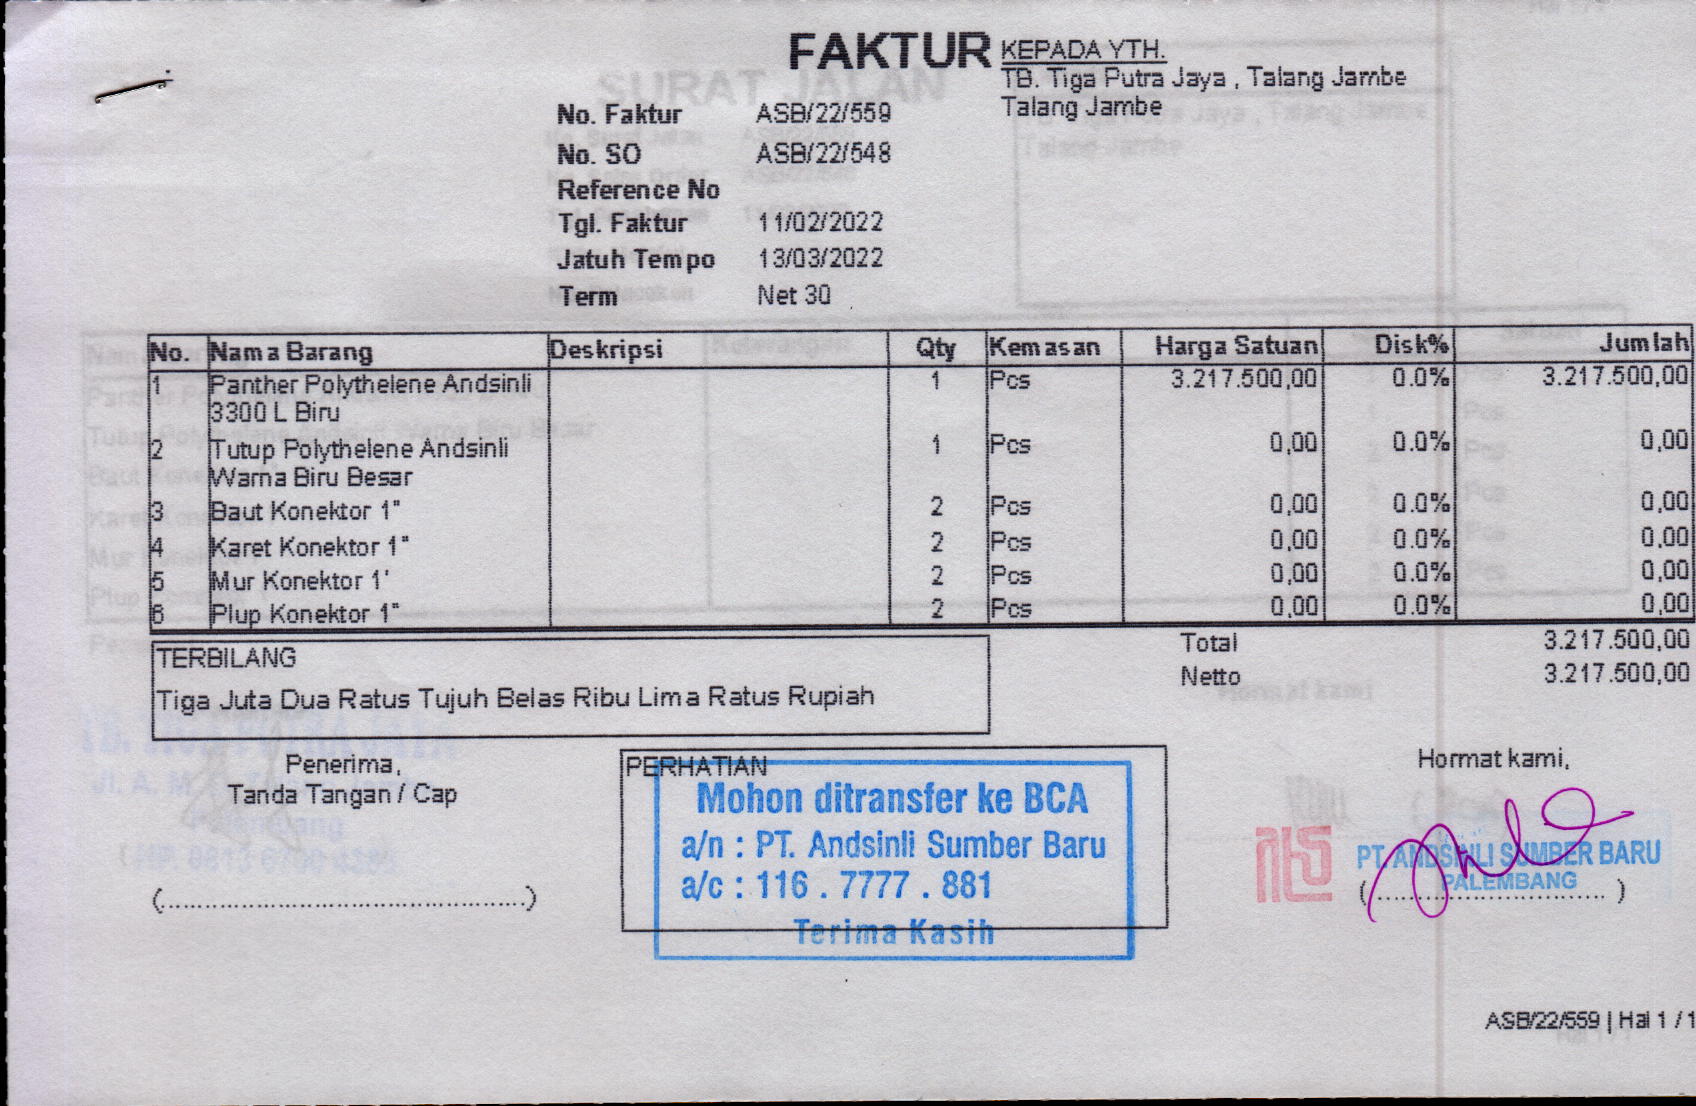 FAKTUR
KEPADA YTH.
TB. Tiga Putra Jaya , Talang Jambe
Talang Jambe
No. Faktur ASB/22/559
No. SO ASB/22/548
Reference No
Tgl. Faktur 11/02/2022
Jatuh Tempo 13/03/2022
Term Net 30
No. Nama Barang Deskripsi Qty Kemasan Harga Satuan Disk% Jumlah
1 Panther Polythelene Andsinli 1 Pcs 3.217.500,00 0.0% 3.217.500,00
3300 L Biru
2 Tutup Polythelene Andsinli 1 Pcs 0,00 0.0% 0,00
Warna Biru Besar
3 Baut Konektor 1" 2 Pcs 0,00 0.0% 0,00
4 Karet Konektor 1" 2 Pcs 0,00 0.0% 0,00
5 Mur Konektor 1' 2 Pcs 0,00 0.0% 0,00
6 Plup Konektor 1" 2 Pcs 0,00 0.0% 0,00
Total 3.217.500,00
Netto 3.217.500,00
TERBILANG
Tiga Juta Dua Ratus Tujuh Belas Ribu Lima Ratus Rupiah
Penerima,
Tanda Tangan / Cap
(..........................................)
PERHATIAN
Mohon ditransfer ke BCA
a/n : PT. Andsinli Sumber Baru
a/c : 116 . 7777 . 881
Terima Kasih
Hormat kami,
PT. ANDSINLI SUMBER BARU
PALEMBANG
(..............................)
ASB/22/559 | Hal 1 / 1
SURAT JALAN